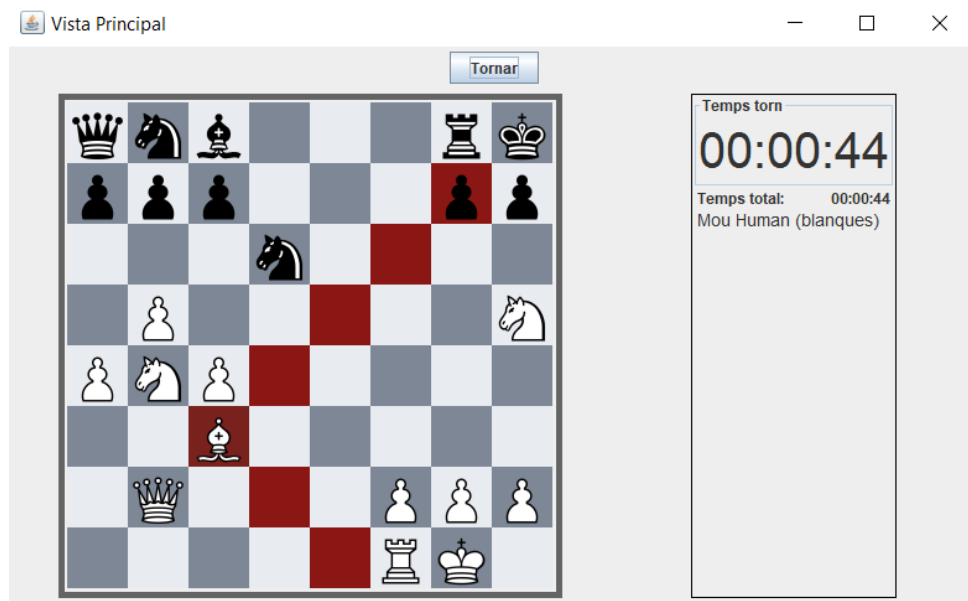 Vista Principal
Tornar
Temps torn
00:00:44
Temps total: 00:00:44
Mou Human (blanques)